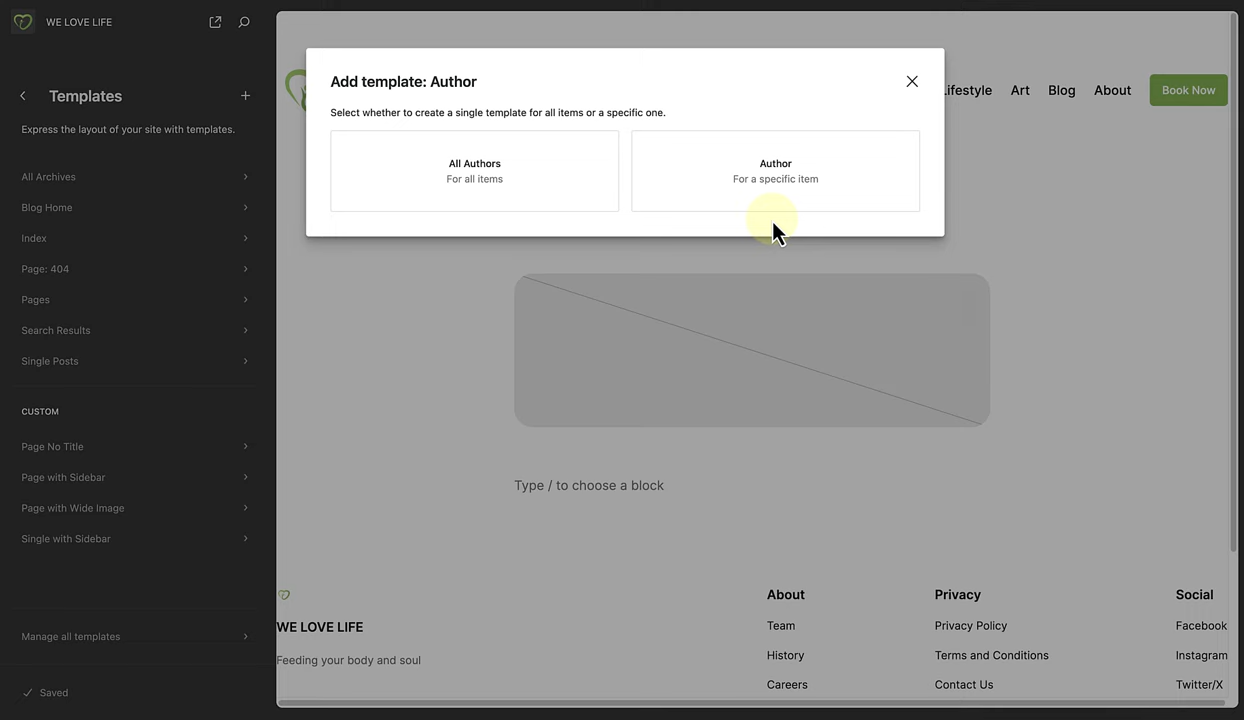 WE LOVE LIFE
Templates
Express the layout of your site with templates.
All Archives
Blog Home
Index
Page: 404
Pages
Search Results
Single Posts
CUSTOM
Page No Title
Page with Sidebar
Page with Wide Image
Single with Sidebar
Manage all templates
Saved
Add template: Author
Select whether to create a single template for all items or a specific one.
All Authors
For all items
Author
For a specific item
Lifestyle Art Blog About Book Now
Type / to choose a block
WE LOVE LIFE
Feeding your body and soul
About
Team
History
Careers
Privacy
Privacy Policy
Terms and Conditions
Contact Us
Social
Facebook
Instagram
Twitter/X